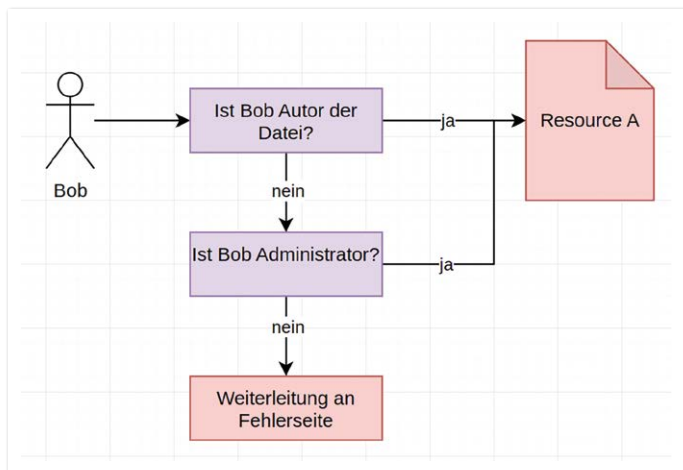 Ist Bob Autor der
Datei?
ja
Resource A
Bob
nein
Ist Bob Administrator?
ja
nein
Weiterleitung an
Fehlerseite